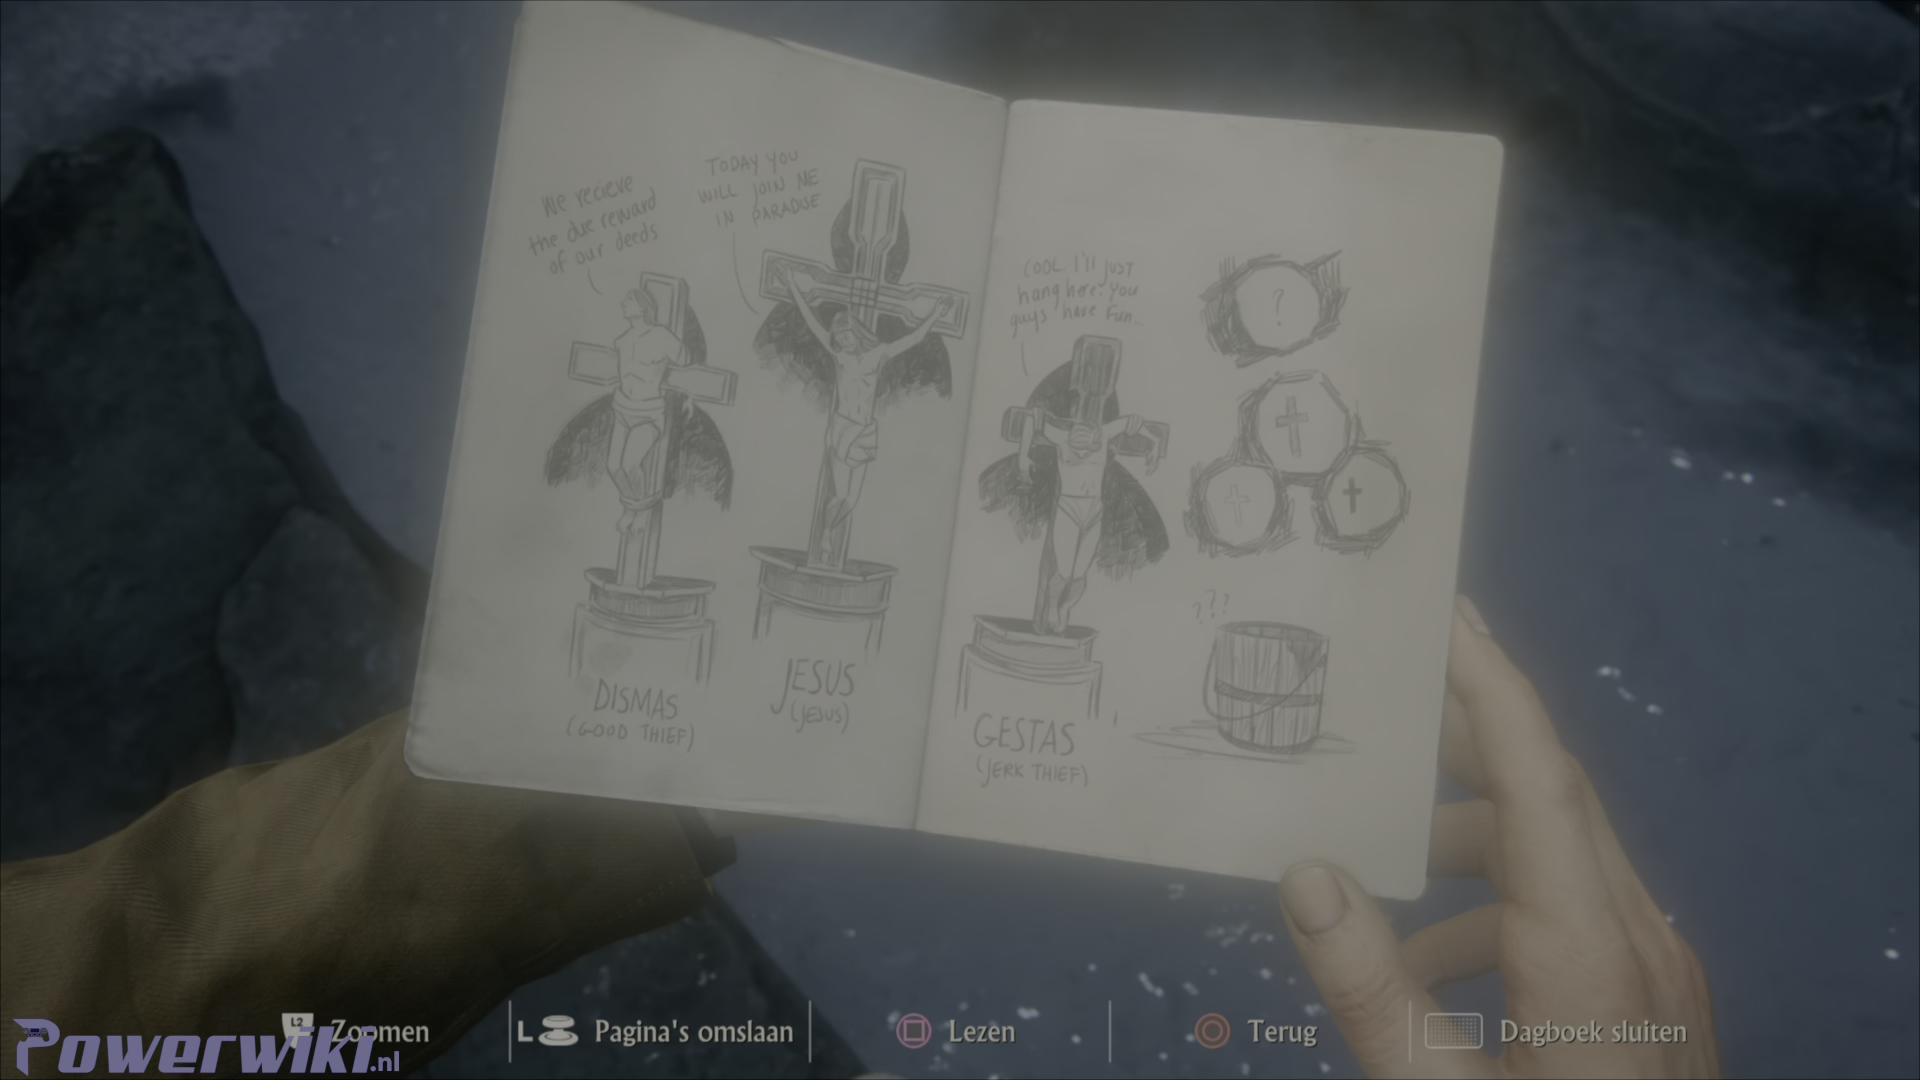 We recieve
the due reward
of our deeds
TODAY YOU
WILL JOIN ME
IN PARADISE
COOL. I'll JUST
hang here. You
guys have Fun...
?
DISMAS
(GOOD THIEF)
JESUS
(JESUS)
GESTAS
(JERK THIEF)
???
L2 Zoomen
L Pagina's omslaan
Lezen
Terug
Dagboek sluiten
Powerwiki.nl